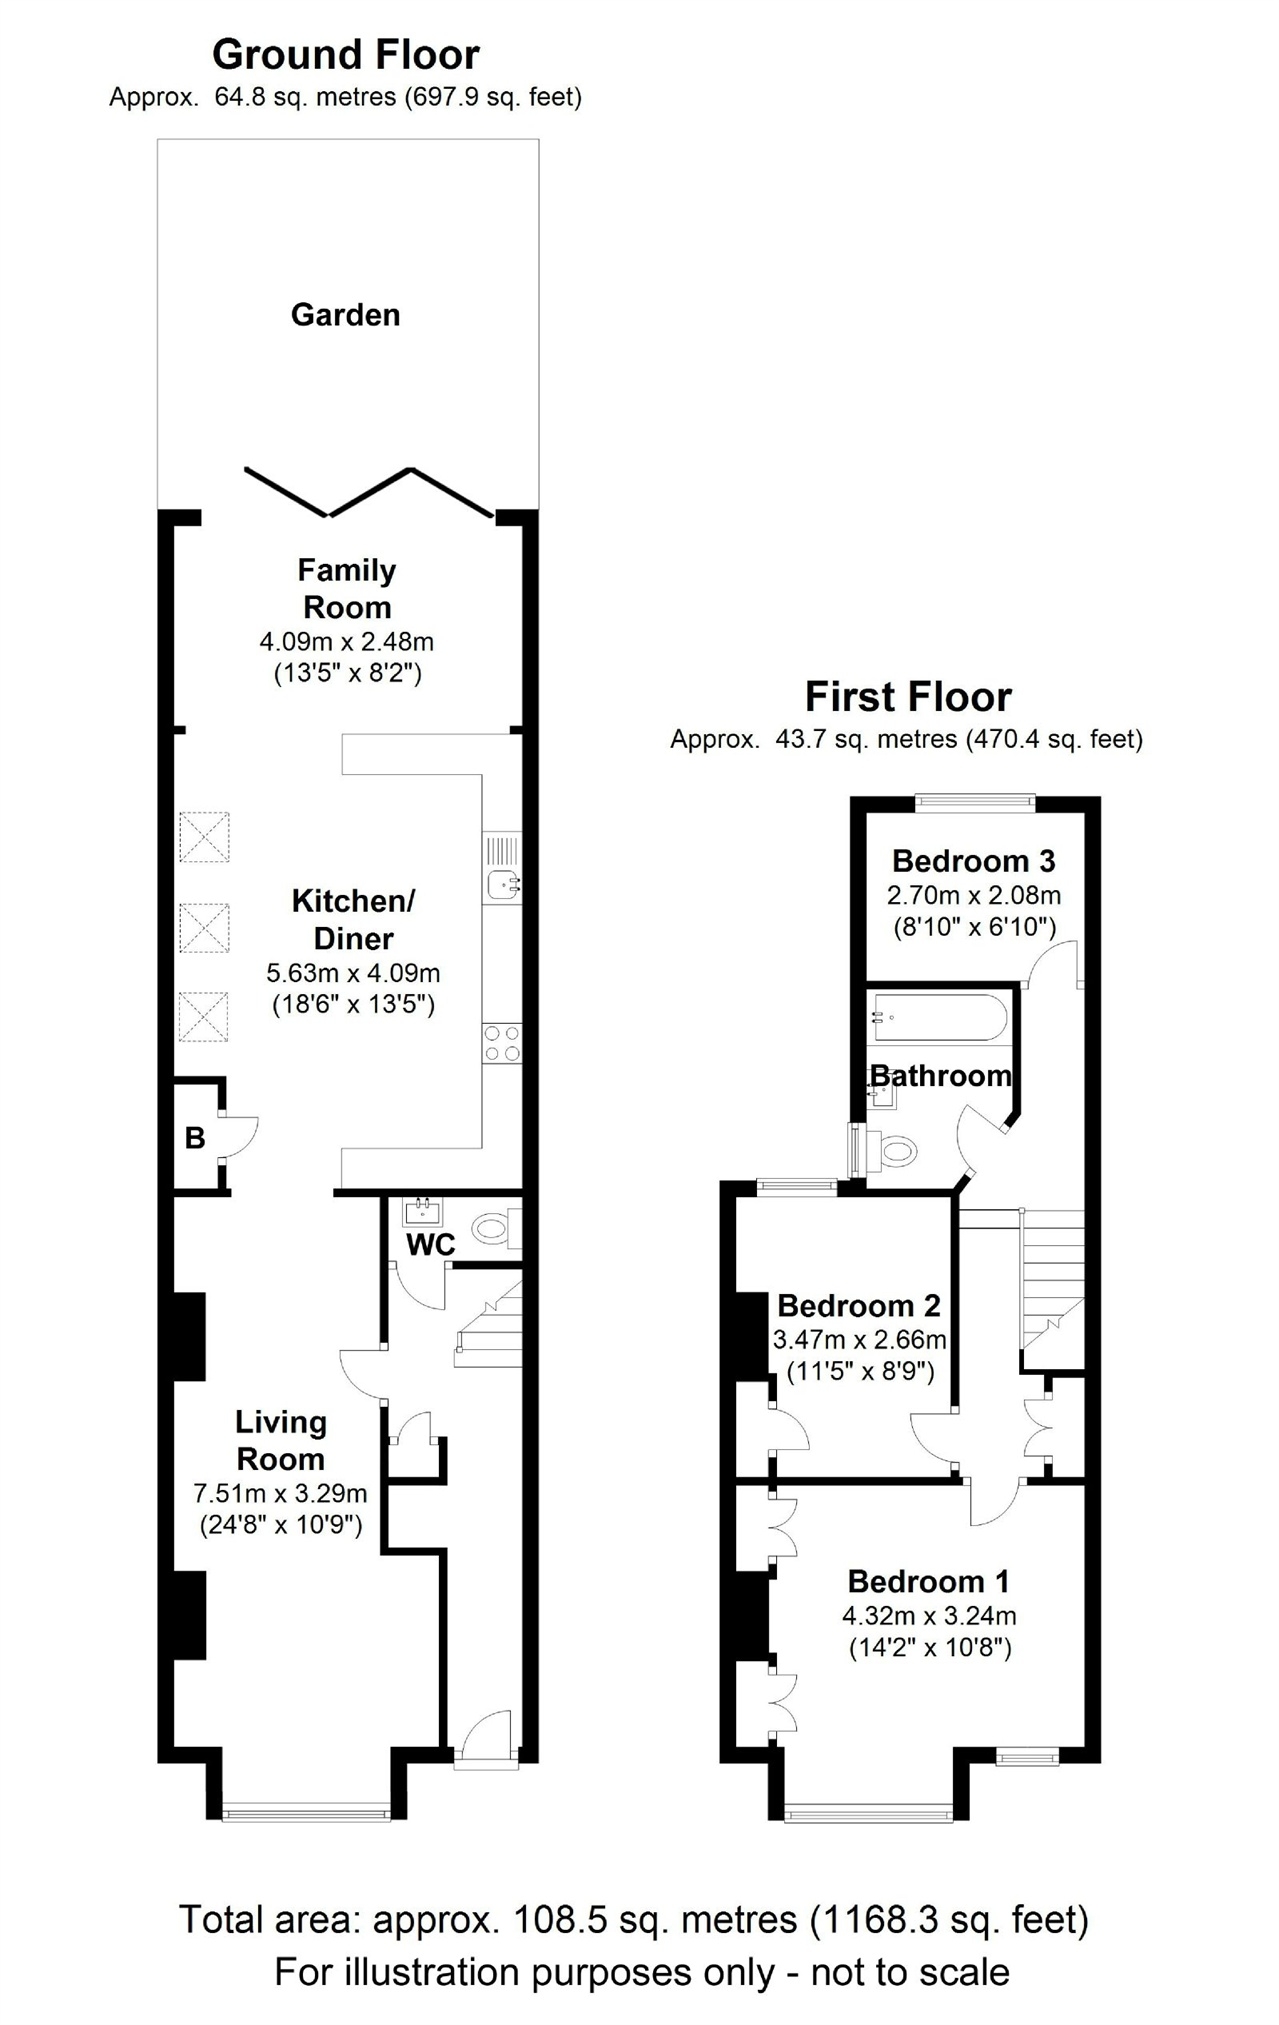 Ground Floor
Approx.  64.8 sq. metres (697.9 sq. feet)
Garden
Family
Room
4.09m x 2.48m
(13'5" x 8'2")
Kitchen/
Diner
5.63m x 4.09m
(18'6" x 13'5")
B
WC
Living
Room
7.51m x 3.29m
(24'8" x 10'9")
First Floor
Approx.  43.7 sq. metres (470.4 sq. feet)
Bedroom 3
2.70m x 2.08m
(8'10" x 6'10")
Bathroom
Bedroom 2
3.47m x 2.66m
(11'5" x 8'9")
Bedroom 1
4.32m x 3.24m
(14'2" x 10'8")
Total area: approx. 108.5 sq. metres (1168.3 sq. feet)
For illustration purposes only - not to scale